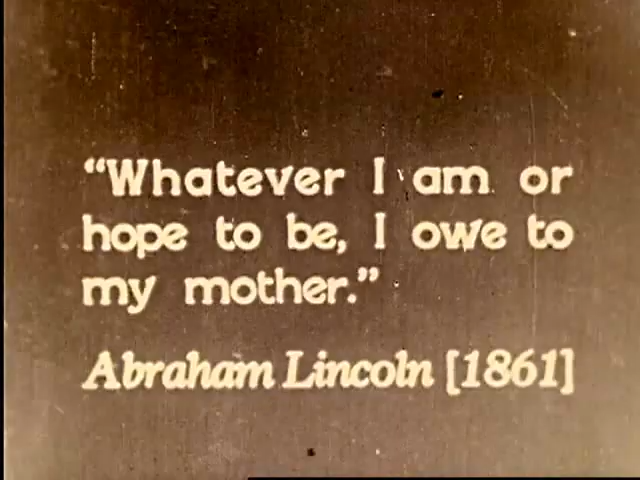 “Whatever I am or
hope to be, I owe to
my mother.”
Abraham Lincoln [1861]